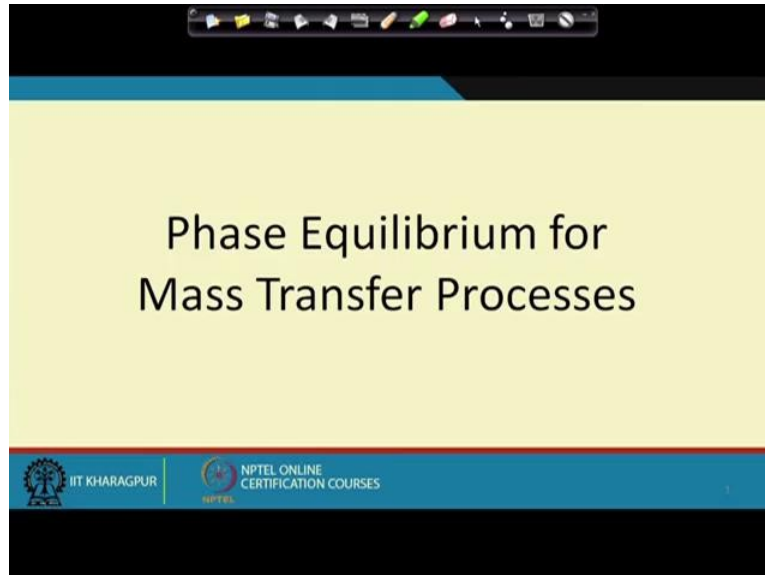 Phase Equilibrium for
Mass Transfer Processes
IIT KHARAGPUR
NPTEL
NPTEL ONLINE
CERTIFICATION COURSES
1